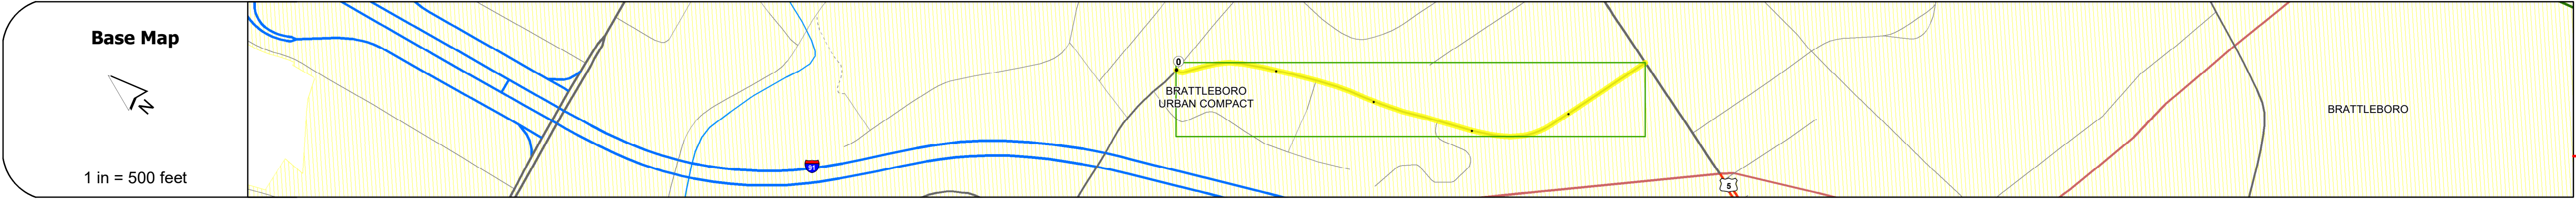 Base Map
N
1 in = 500 feet
91
0
BRATTLEBORO
URBAN COMPACT
5
BRATTLEBORO